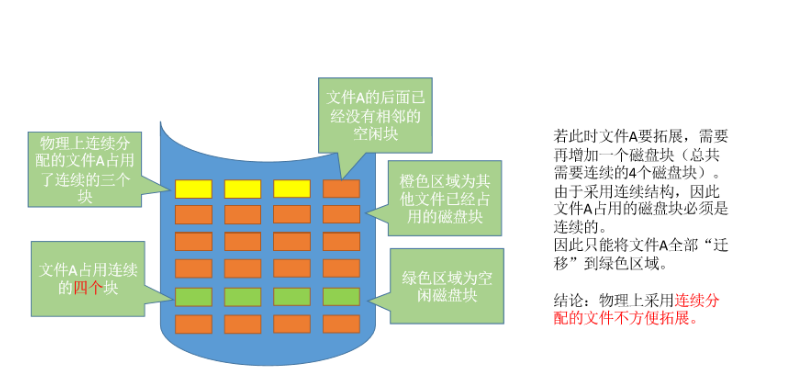 文件A的后面已
经没有相邻的
空闲块
物理上连续分
配的文件A占用
了连续的三个
块
橙色区域为其
他文件已经占
用的磁盘块
文件A占用连续
的四个块
绿色区域为空
闲磁盘块
若此时文件A要拓展，需要
再增加一个磁盘块（总共
需要连续的4个磁盘块）。
由于采用连续结构，因此
文件A占用的磁盘块必须是
连续的。
因此只能将文件A全部“迁
移”到绿色区域。
结论：物理上采用连续分
配的文件不方便拓展。